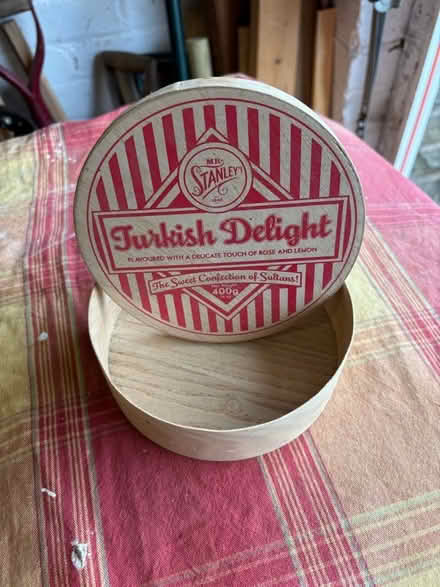 MR.
STANLEY'S
Turkish Delight
FLAVOURED WITH A DELICATE TOUCH OF ROSE AND LEMON
The Sweet Confection of Sultans!
400g